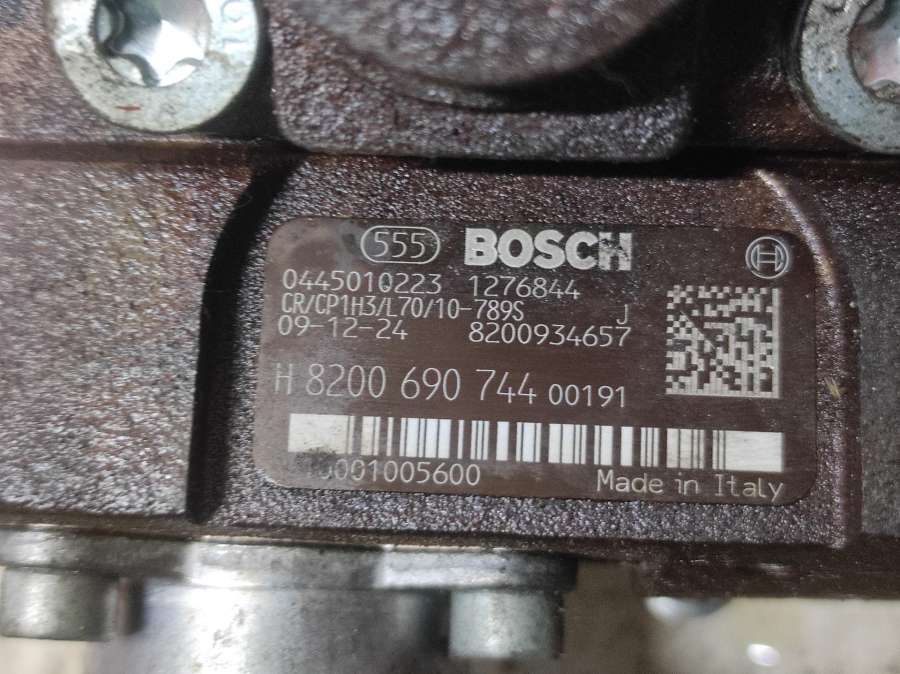 555 BOSCH
0445010223 1276844
CR/CP1H3/L70/10-789S J
09-12-24 8200934657
H 8200 690 744 00191
0001005600
Made in Italy